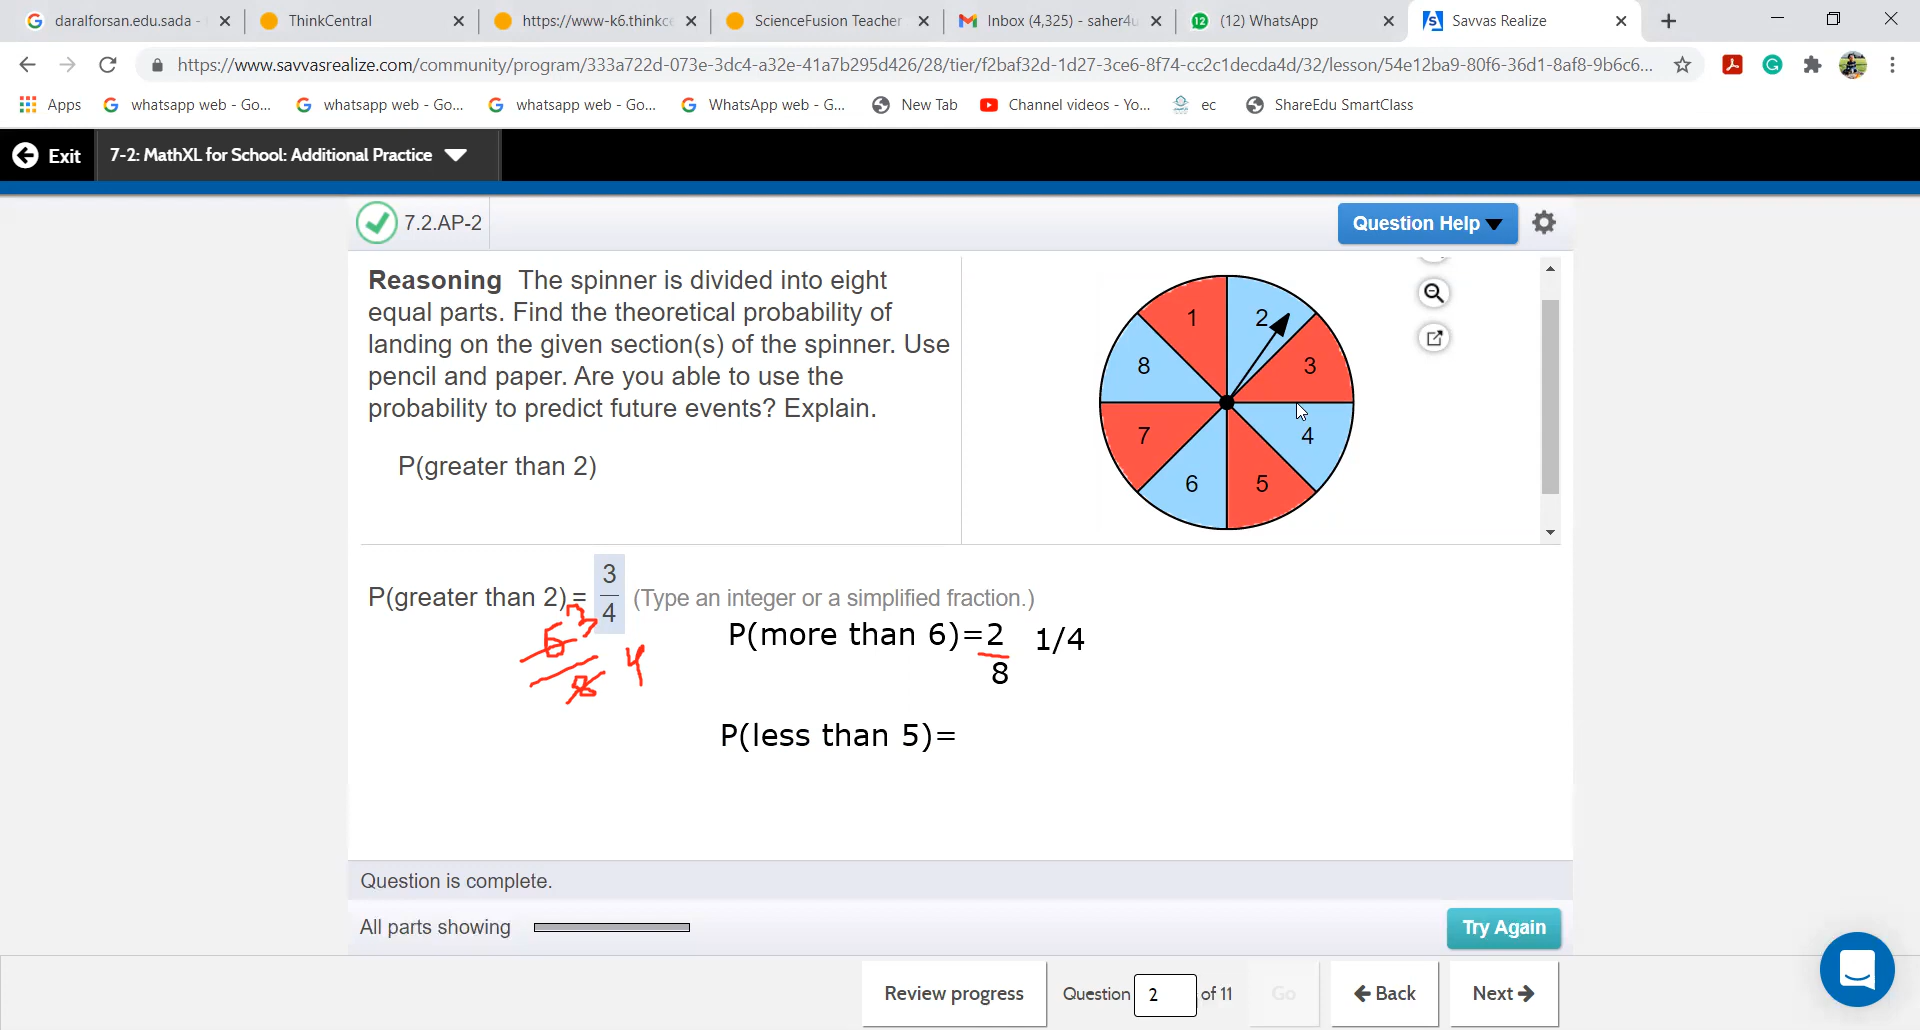 daralforsan.edu.sada -
ThinkCentral
https://www-k6.thinkce
ScienceFusion Teacher
Inbox (4,325) - saher4u
12
(12) WhatsApp
Savvas Realize
https://www.savvasrealize.com/community/program/333a722d-073e-3dc4-a32e-41a7b295d426/28/tier/f2baf32d-1d27-3ce6-8f74-cc2c1decda4d/32/lesson/54e12ba9-80f6-36d1-8af8-9b6c6...
Apps
whatsapp web - Go...
whatsapp web - Go...
whatsapp web - Go...
WhatsApp web - G...
New Tab
Channel videos - Yo...
ec
ShareEdu SmartClass
Exit
7-2: MathXL for School: Additional Practice
7.2.AP-2
Question Help
Reasoning The spinner is divided into eight
equal parts. Find the theoretical probability of
landing on the given section(s) of the spinner. Use
pencil and paper. Are you able to use the
probability to predict future events? Explain.
P(greater than 2)
1
2
3
4
5
6
7
8
P(greater than 2) = 3/4 (Type an integer or a simplified fraction.)
6 3
8 4
P(more than 6)=2 1/4
8
P(less than 5)=
Question is complete.
All parts showing
Try Again
Review progress
Question 2 of 11
Go
Back
Next